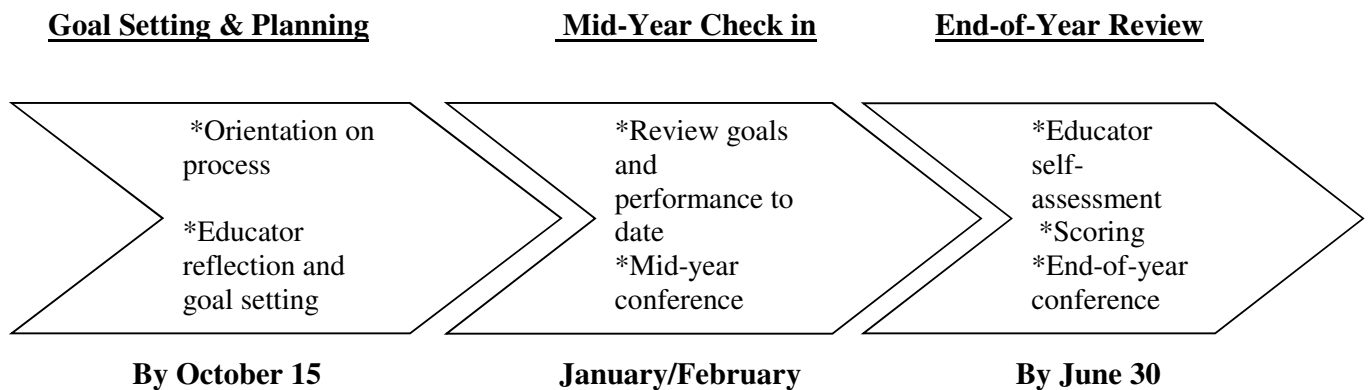 Goal Setting & Planning
Mid-Year Check in
End-of-Year Review
*Orientation on
process
*Educator
reflection and
goal setting
*Review goals
and
performance to
date
*Mid-year
conference
*Educator
self-
assessment
*Scoring
*End-of-year
conference
By October 15
January/February
By June 30